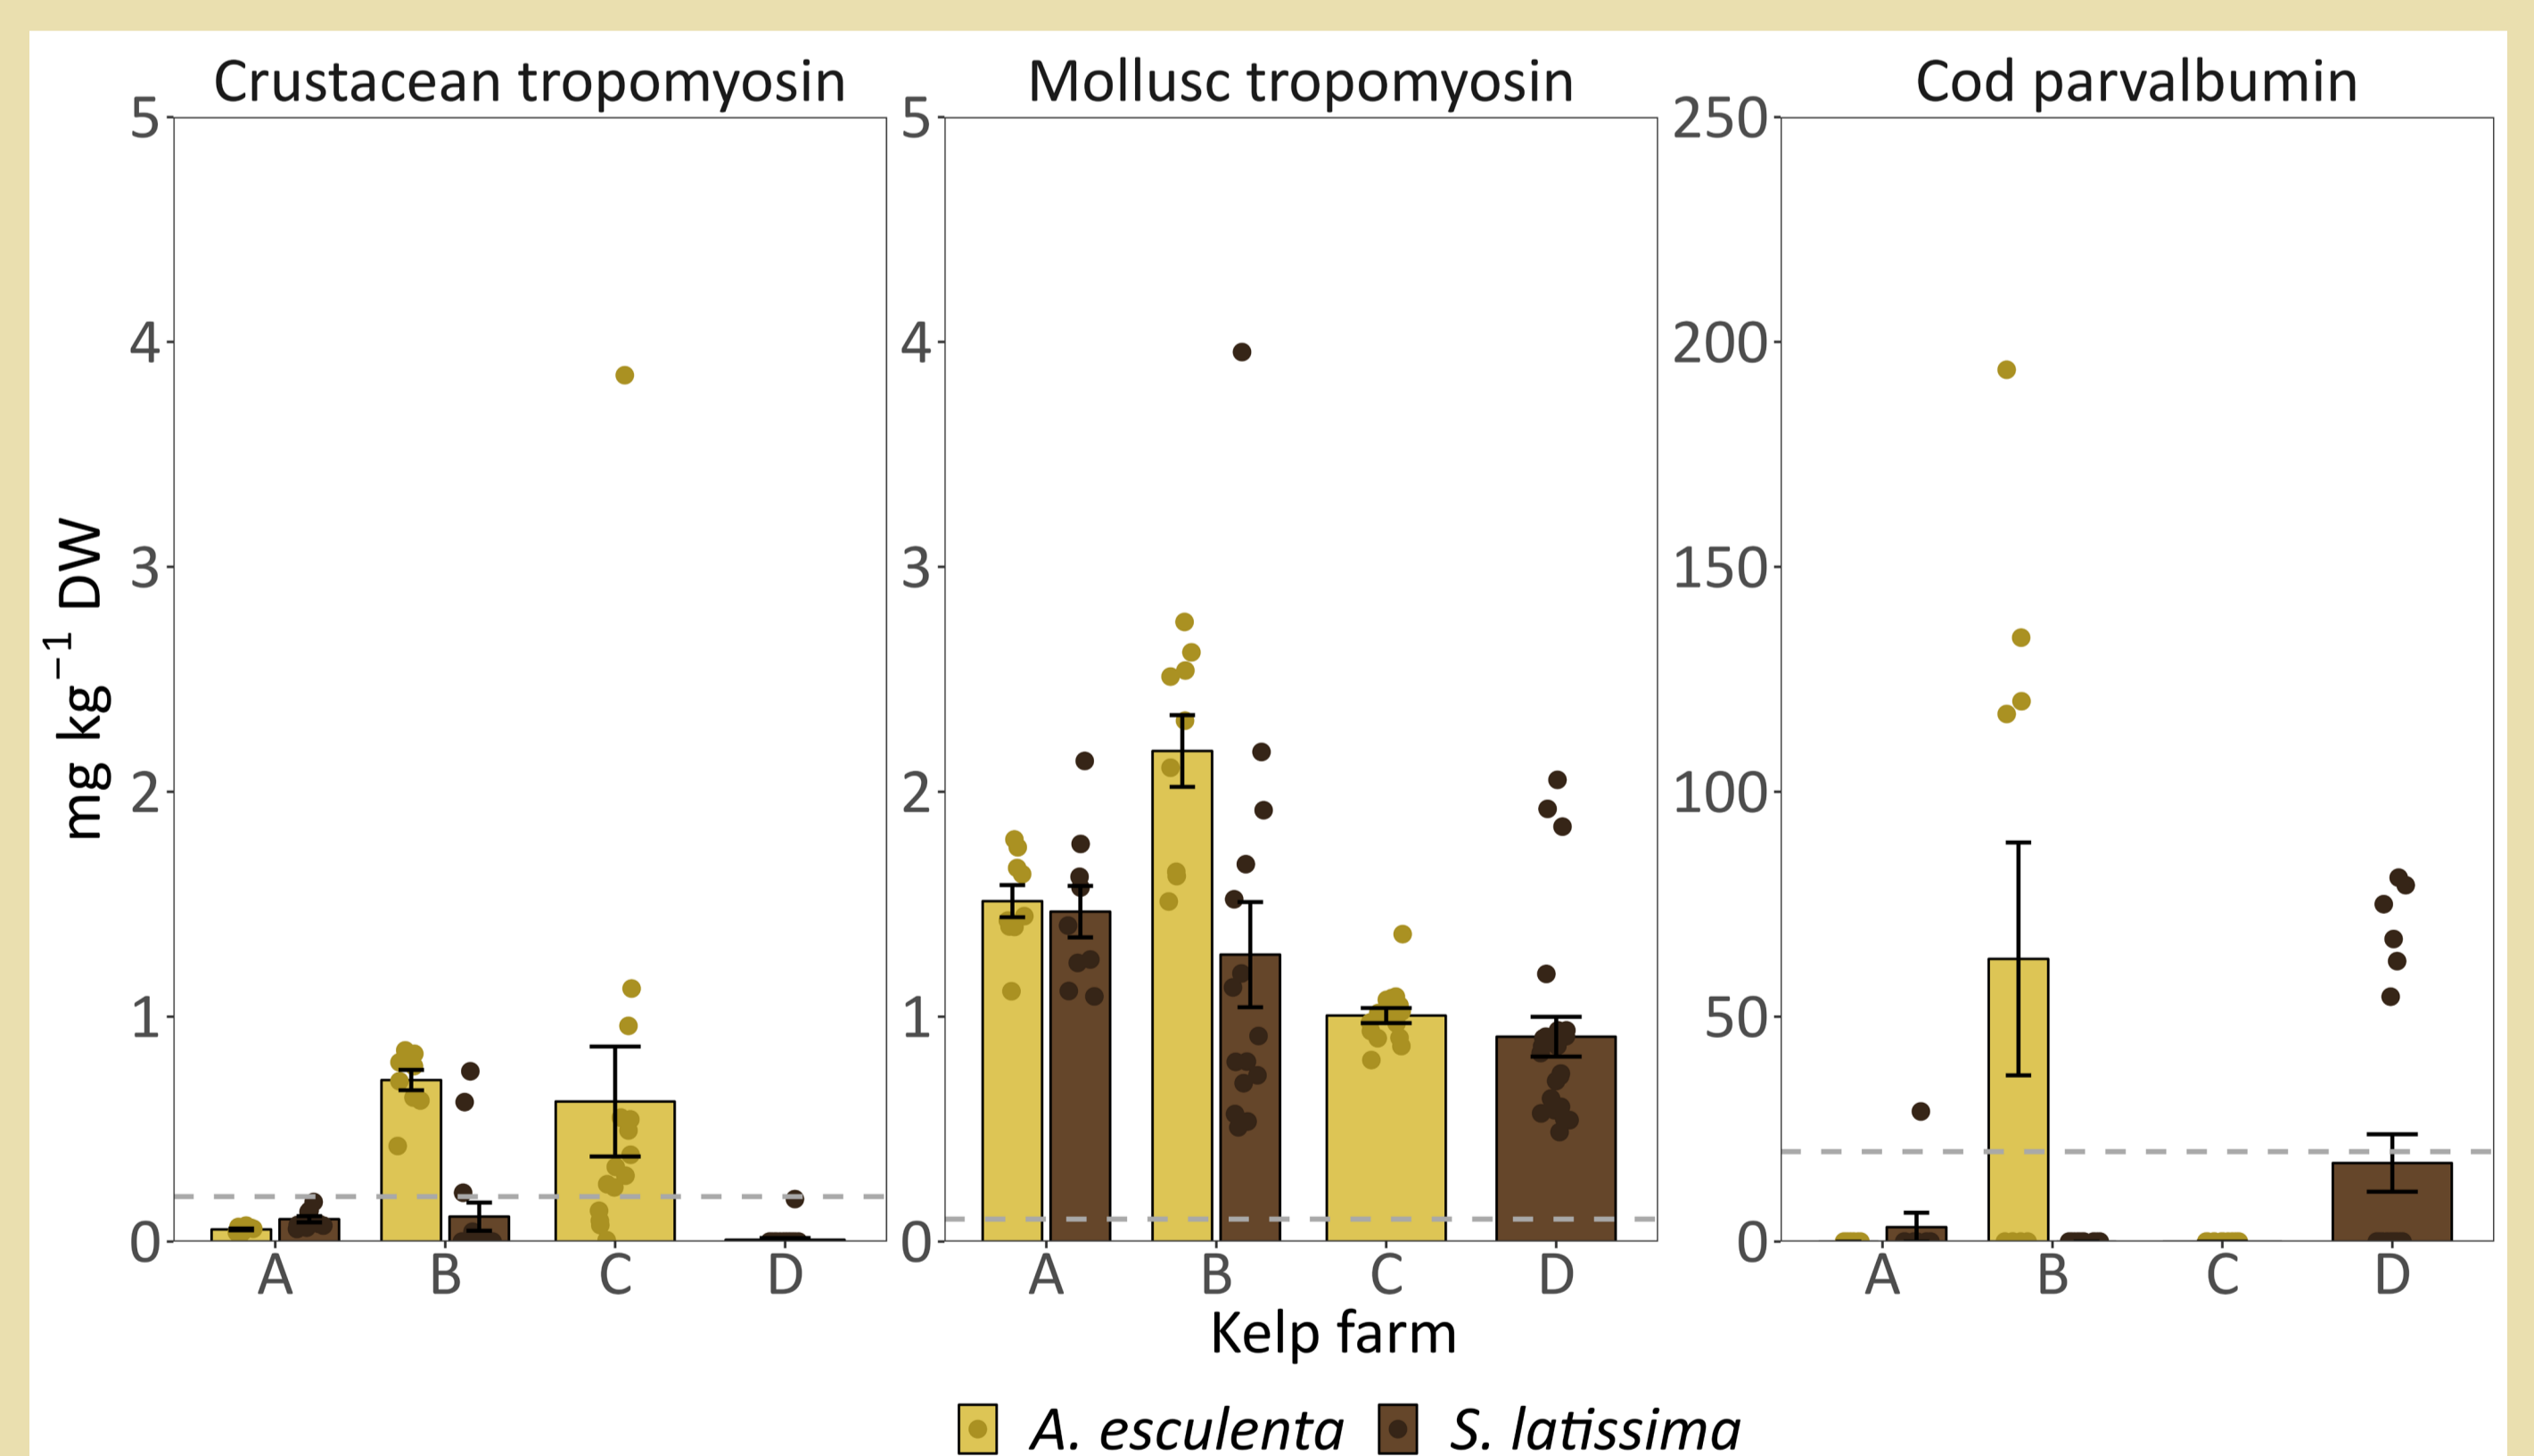 Crustacean tropomyosin Mollusc tropomyosin Cod parvalbumin
5 5 250
4 4 200
3 3 150
2 2 100
1 1 50
0 0 0
mg kg⁻¹ DW
A B C D A B C D A B C D
Kelp farm
A. esculenta S. latissima